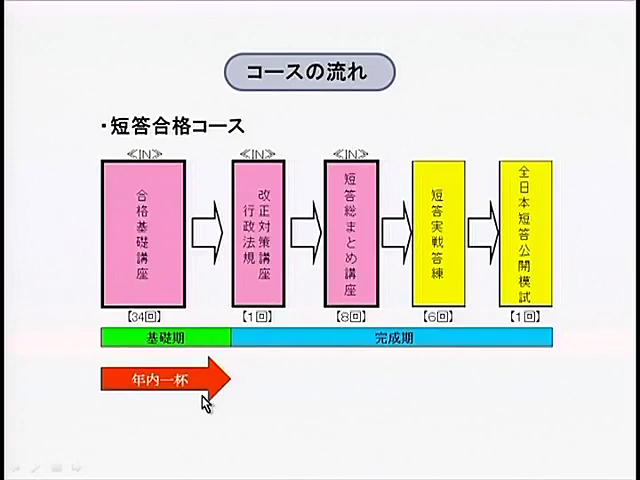 コースの流れ
・短答合格コース
≪IN≫
≪IN≫
≪IN≫
合格基礎講座
改正対策講座
行政法規
短答総まとめ講座
短答実戦答練
全日本短答公開模試
【34回】
【1回】
【8回】
【6回】
【1回】
基礎期
完成期
年内一杯